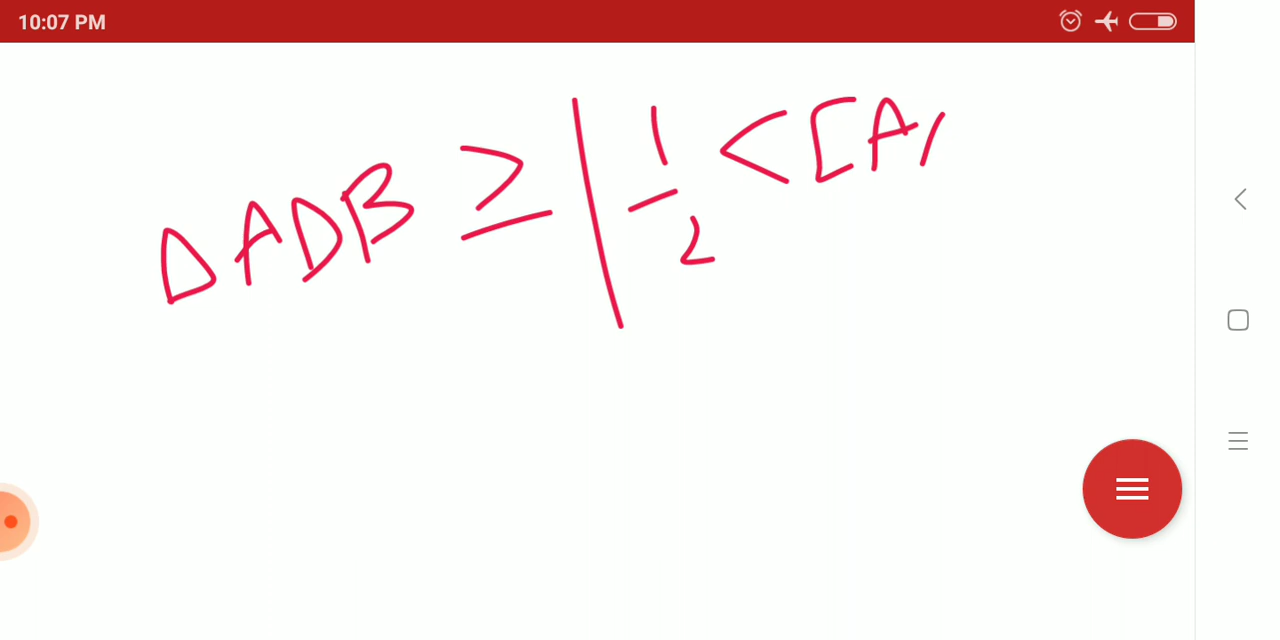 10:07 PM
ΔADB ≥ | 1/2 < [A,